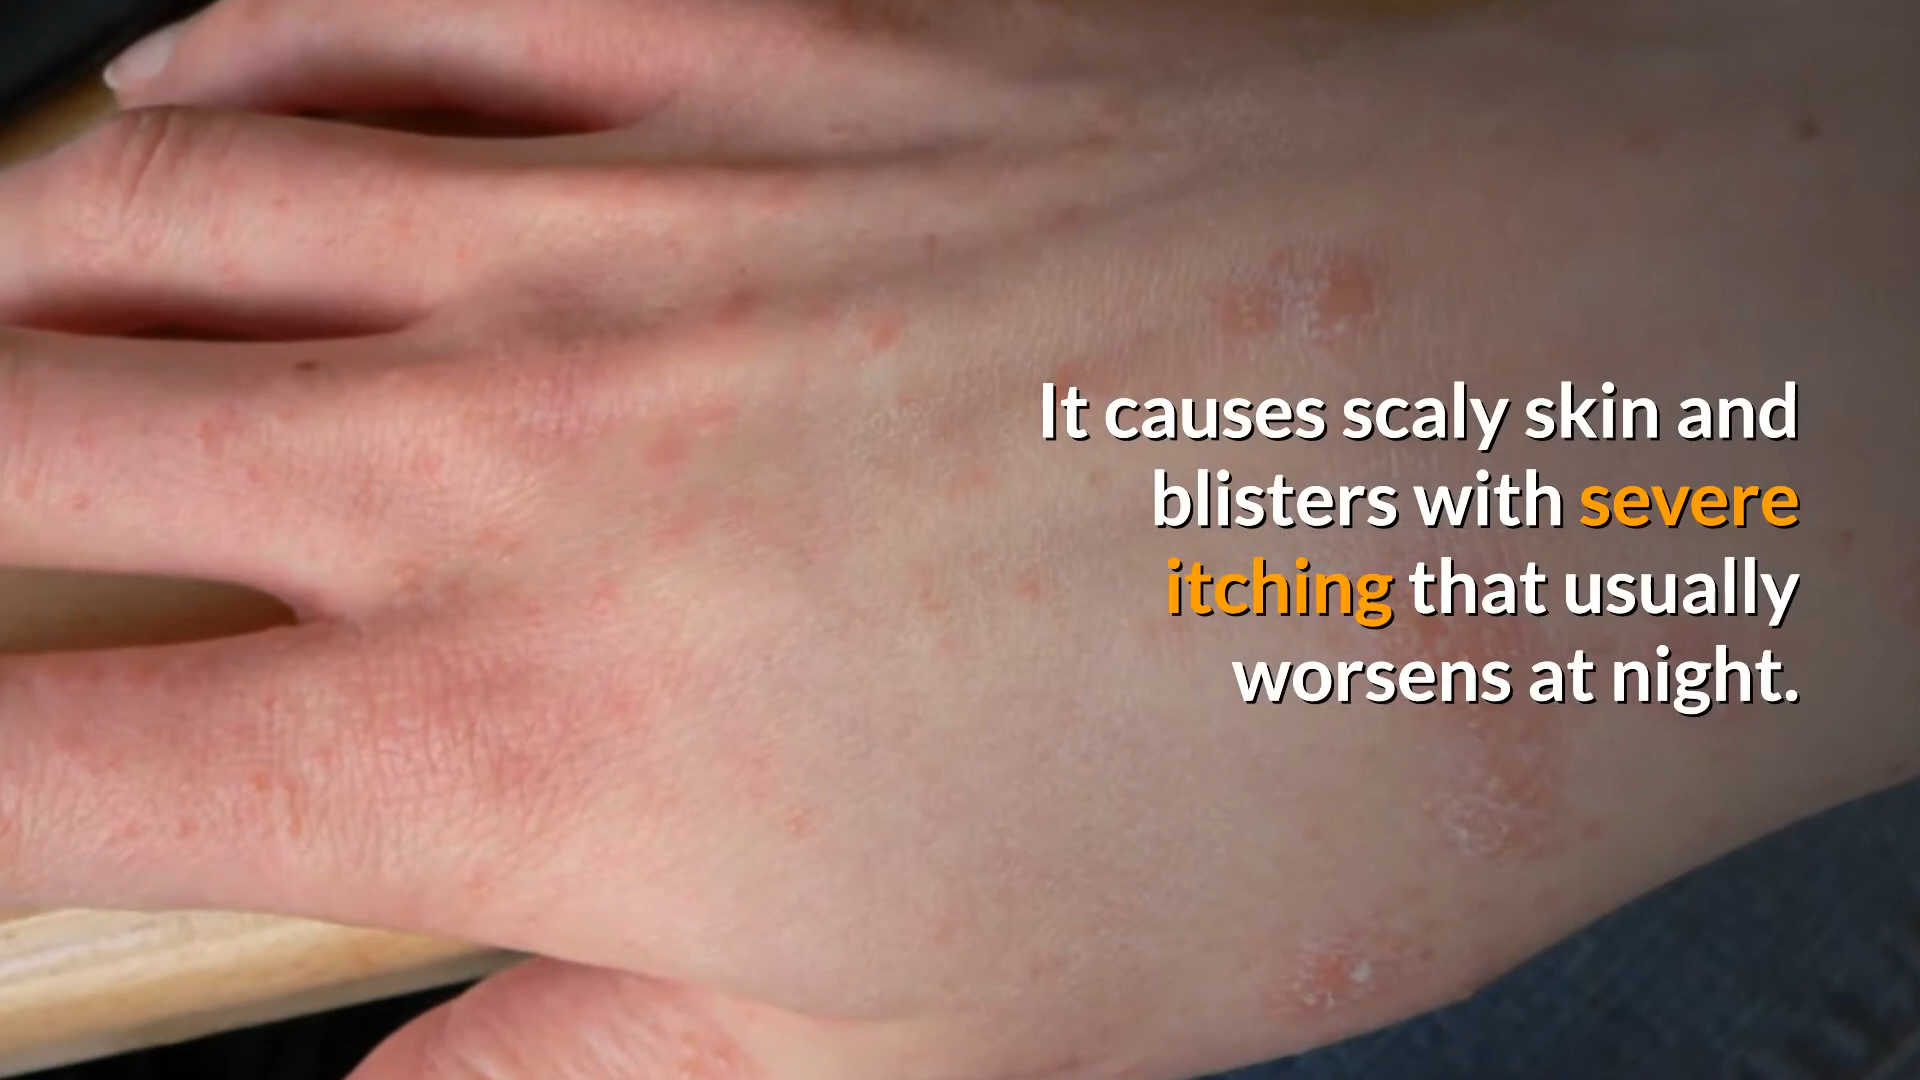 It causes scaly skin and
blisters with severe
itching that usually
worsens at night.